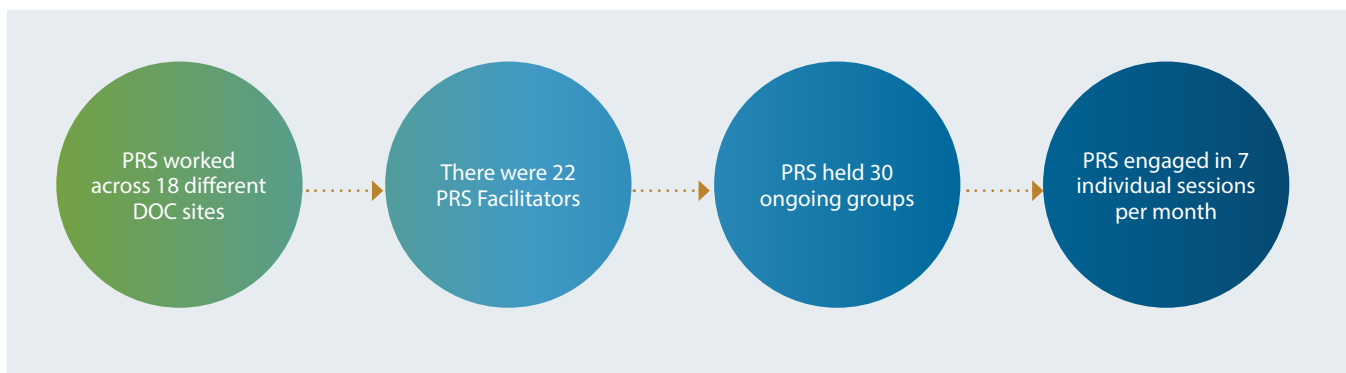 PRS worked
across 18 different
DOC sites
There were 22
PRS Facilitators
PRS held 30
ongoing groups
PRS engaged in 7
individual sessions
per month